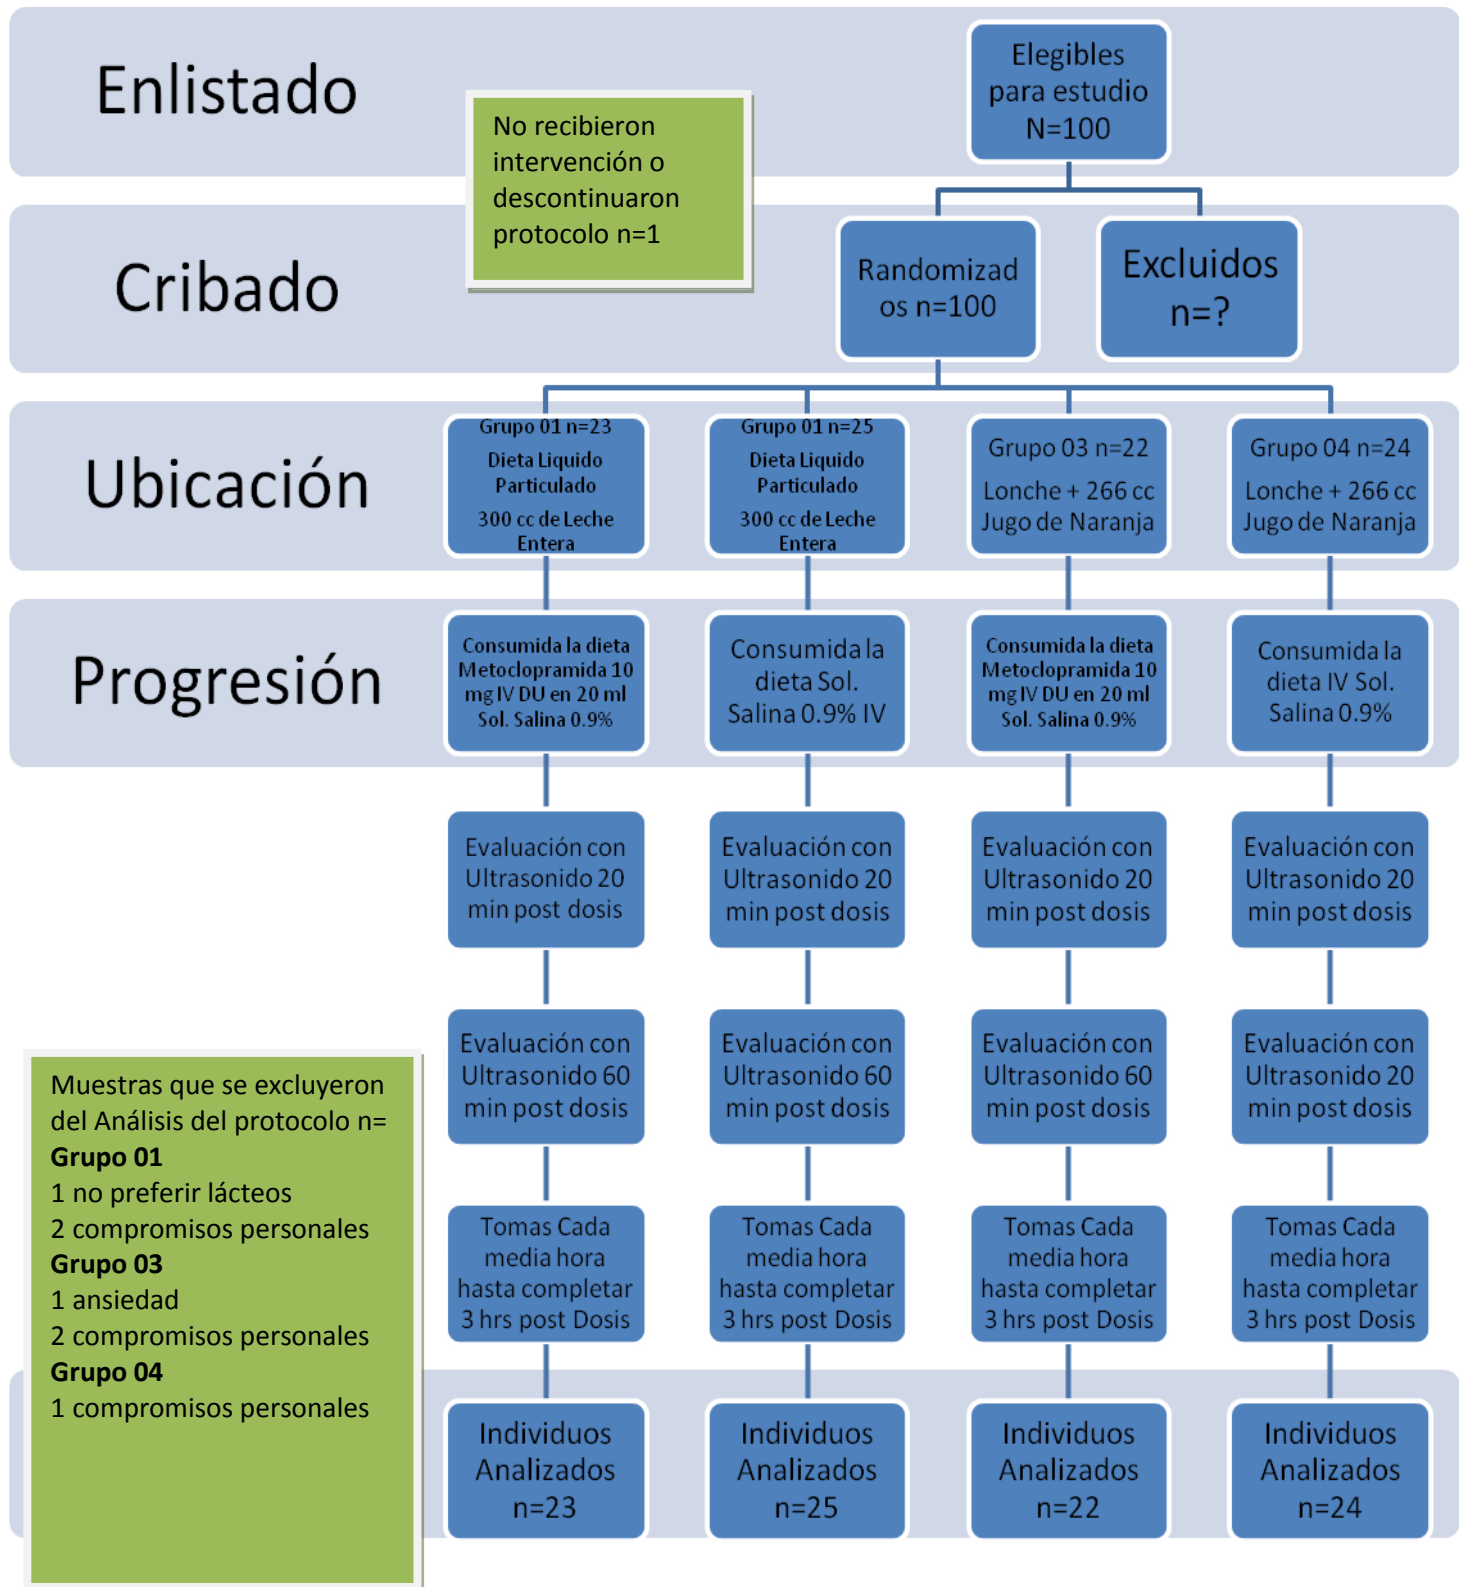 Enlistado
Elegibles
para estudio
N=100
No recibieron
intervención o
descontinuaron
protocolo n=1
Cribado
Randomizad
os n=100
Excluidos
n=?
Ubicación
Grupo 01 n=23
Dieta Liquido
Particulado
300 cc de Leche
Entera
Grupo 01 n=25
Dieta Liquido
Particulado
300 cc de Leche
Entera
Grupo 03 n=22
Lonche + 266 cc
Jugo de Naranja
Grupo 04 n=24
Lonche + 266 cc
Jugo de Naranja
Progresión
Consumida la dieta
Metoclopramida 10
mg IV DU en 20 ml
Sol. Salina 0.9%
Consumida la
dieta Sol.
Salina 0.9% IV
Consumida la dieta
Metoclopramida 10
mg IV DU en 20 ml
Sol. Salina 0.9%
Consumida la
dieta IV Sol.
Salina 0.9%
Evaluación con
Ultrasonido 20
min post dosis
Evaluación con
Ultrasonido 20
min post dosis
Evaluación con
Ultrasonido 20
min post dosis
Evaluación con
Ultrasonido 20
min post dosis
Evaluación con
Ultrasonido 60
min post dosis
Evaluación con
Ultrasonido 60
min post dosis
Evaluación con
Ultrasonido 60
min post dosis
Evaluación con
Ultrasonido 20
min post dosis
Muestras que se excluyeron
del Análisis del protocolo n=
Grupo 01
1 no preferir lácteos
2 compromisos personales
Grupo 03
1 ansiedad
2 compromisos personales
Grupo 04
1 compromisos personales
Tomas Cada
media hora
hasta completar
3 hrs post Dosis
Tomas Cada
media hora
hasta completar
3 hrs post Dosis
Tomas Cada
media hora
hasta completar
3 hrs post Dosis
Tomas Cada
media hora
hasta completar
3 hrs post Dosis
Individuos
Analizados
n=23
Individuos
Analizados
n=25
Individuos
Analizados
n=22
Individuos
Analizados
n=24